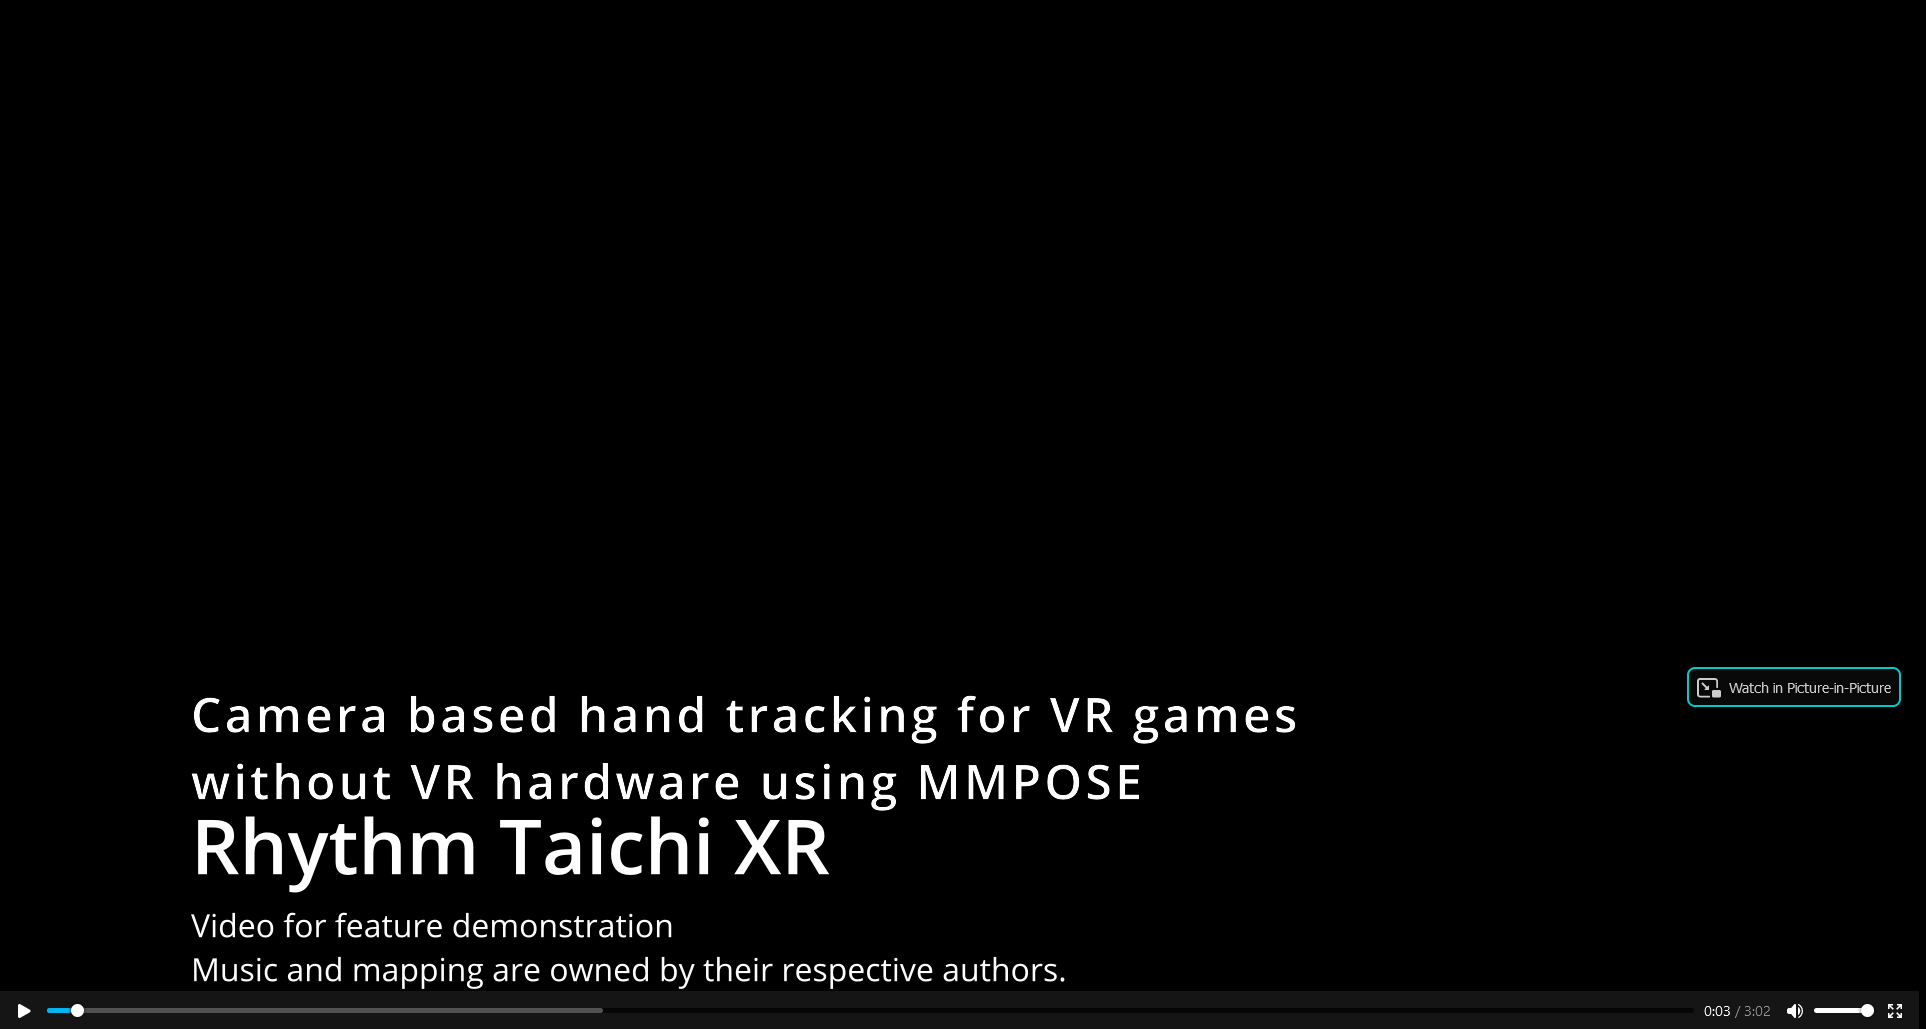 Watch in Picture-in-Picture
Camera based hand tracking for VR games
without VR hardware using MMPOSE
Rhythm Taichi XR
Video for feature demonstration
Music and mapping are owned by their respective authors.
0:03 / 3:02